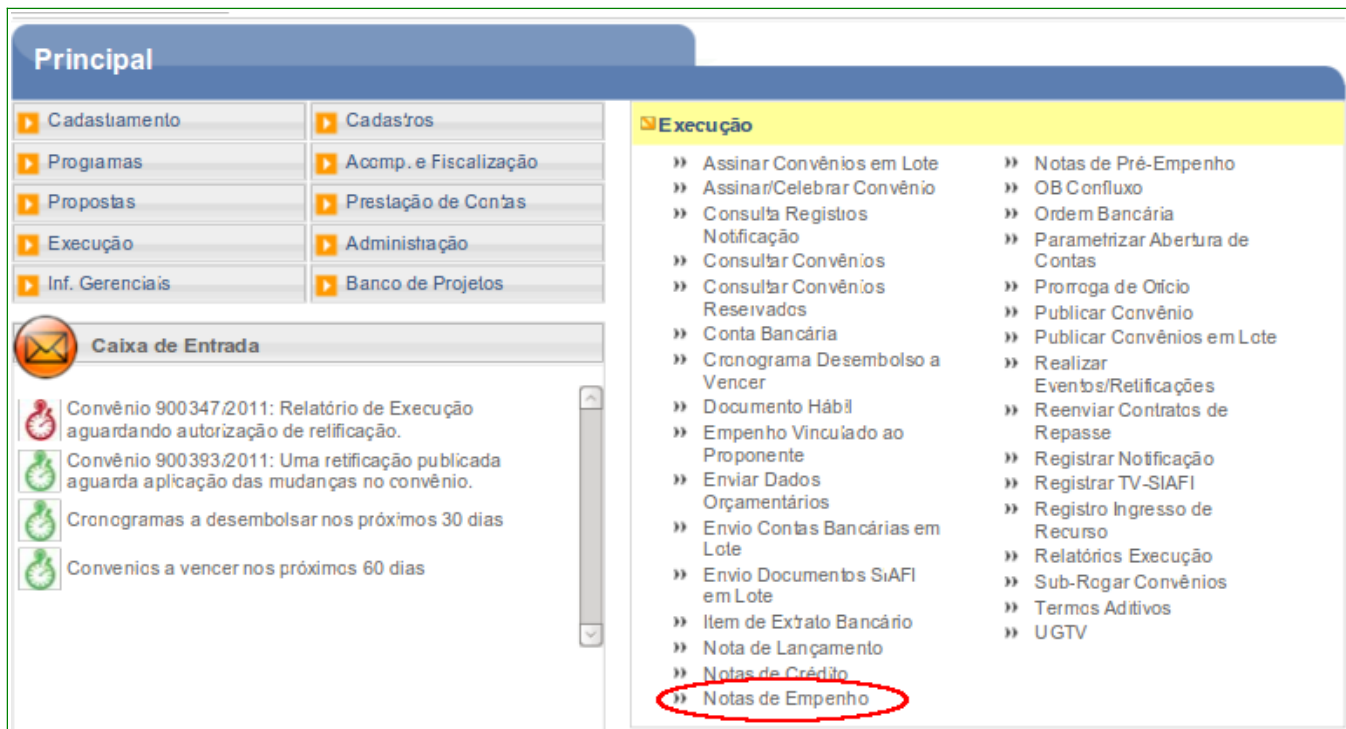 Principal
Cadastramento
Cadastros
Programas
Acomp. e Fiscalização
Propostas
Prestação de Contas
Execução
Administração
Inf. Gerenciais
Banco de Projetos
Caixa de Entrada
Convênio 900347/2011: Relatório de Execução
aguardando autorização de retificação.
Convênio 900393/2011: Uma retificação publicada
aguarda aplicação das mudanças no convênio.
Cronogramas a desembolsar nos próximos 30 dias
Convenios a vencer nos próximos 60 dias
Execução
Assinar Convênios em Lote
Assinar/Celebrar Convênio
Consulta Registros
Notificação
Consultar Convênios
Consultar Convênios
Reservados
Conta Bancária
Cronograma Desembolso a
Vencer
Documento Hábil
Empenho Vinculado ao
Proponente
Enviar Dados
Orçamentários
Envio Contas Bancárias em
Lote
Envio Documentos SIAFI
em Lote
Item de Extrato Bancário
Nota de Lançamento
Notas de Crédito
Notas de Empenho
Notas de Pré-Empenho
OB Confluxo
Ordem Bancária
Parametrizar Abertura de
Contas
Prorroga de Ofício
Publicar Convênio
Publicar Convênios em Lote
Realizar
Eventos/Retificações
Reenviar Contratos de
Repasse
Registrar Notificação
Registrar TV-SIAFI
Registro Ingresso de
Recurso
Relatórios Execução
Sub-Rogar Convênios
Termos Aditivos
UGTV